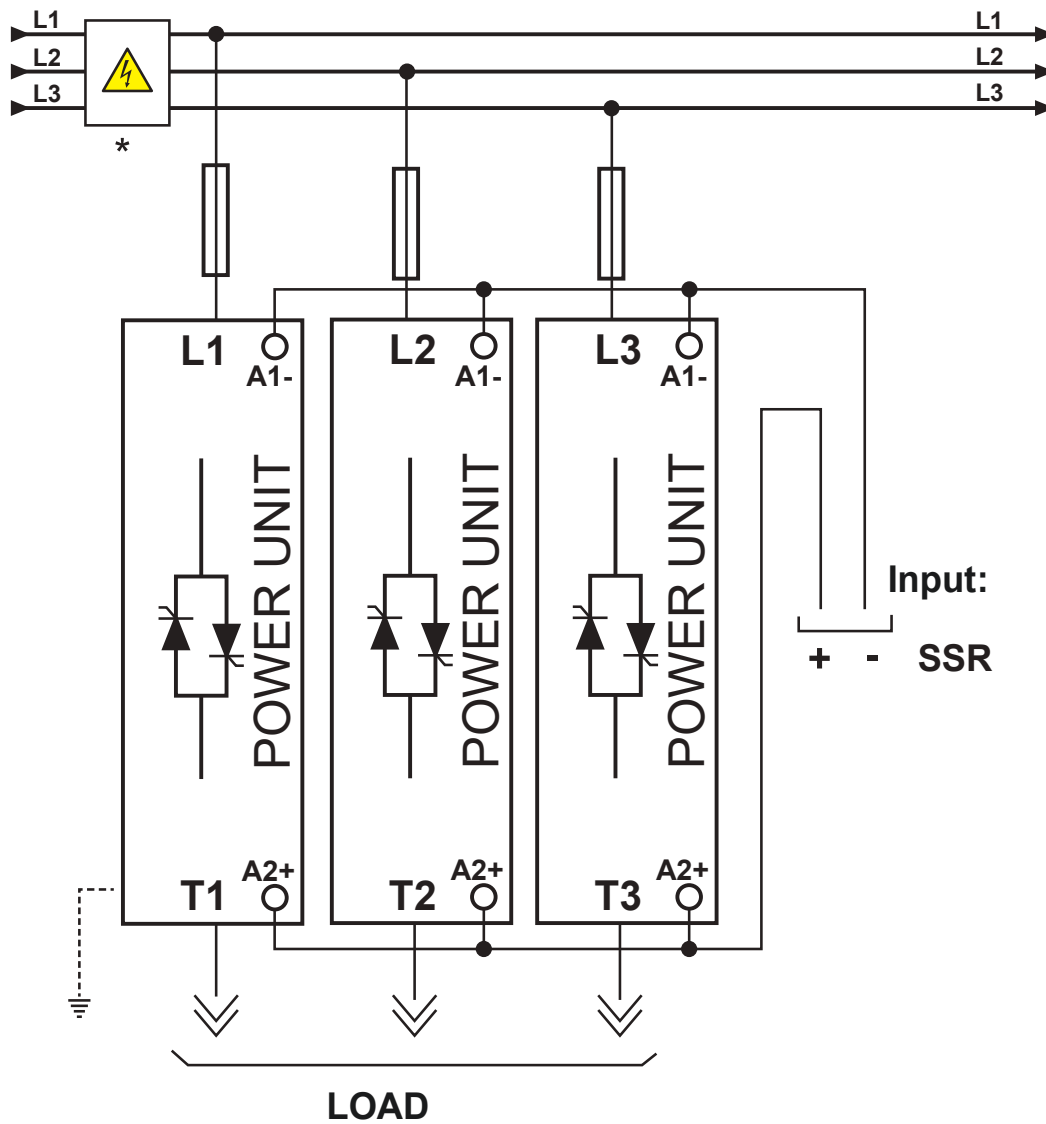 L1 L1
L2 L2
L3 L3
*
L1 L2 L3
A1- A1- A1-
POWER UNIT POWER UNIT POWER UNIT
Input:
+ - SSR
A2+ A2+ A2+
T1 T2 T3
LOAD